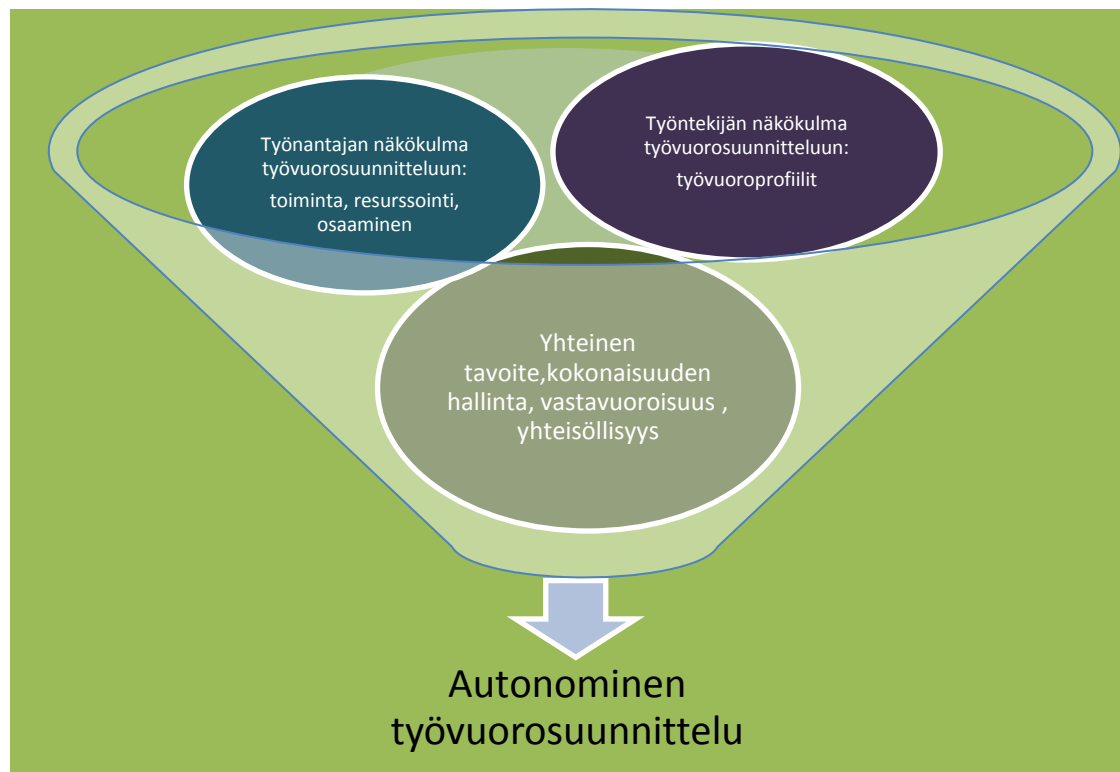 Työnantajan näkökulma
työvuorosuunnitteluun:
toiminta, resurssointi,
osaaminen
Työntekijän näkökulma
työvuorosuunnitteluun:
työvuoroprofiilit
Yhteinen
tavoite,kokonaisuuden
hallinta, vastavuoroisuus ,
yhteisöllisyys
Autonominen
työvuorosuunnittelu